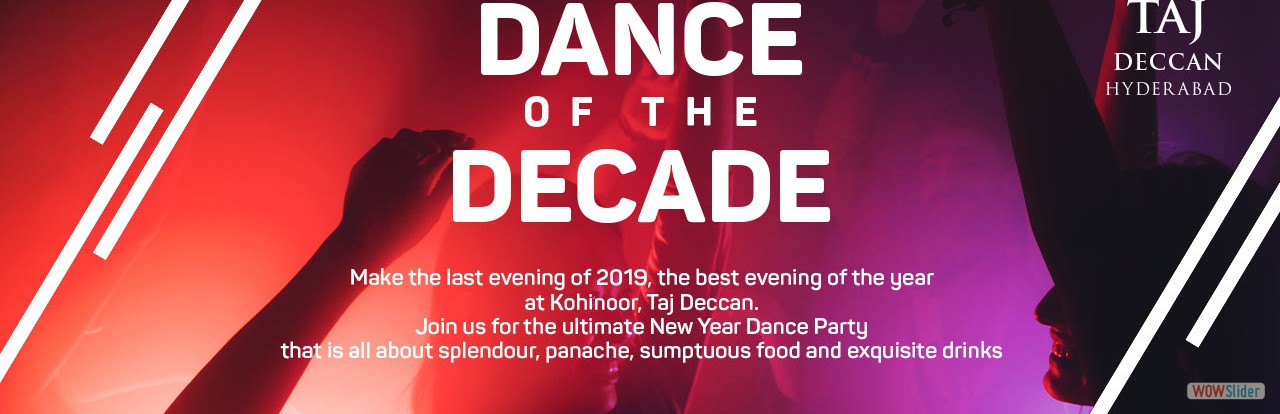 DANCE
OF THE
DECADE
TAJ
DECCAN
HYDERABAD
Make the last evening of 2019, the best evening of the year
at Kohinoor, Taj Deccan.
Join us for the ultimate New Year Dance Party
that is all about splendour, panache, sumptuous food and exquisite drinks
WOWSlider